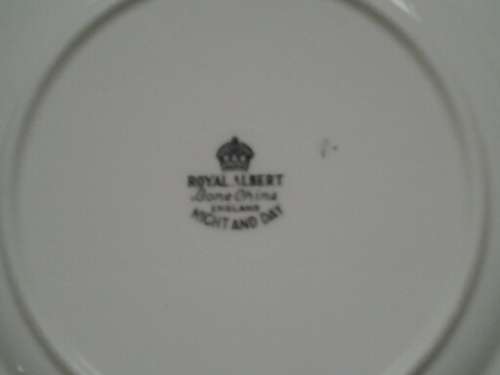 ROYAL ALBERT
Bone China
ENGLAND
NIGHT AND DAY